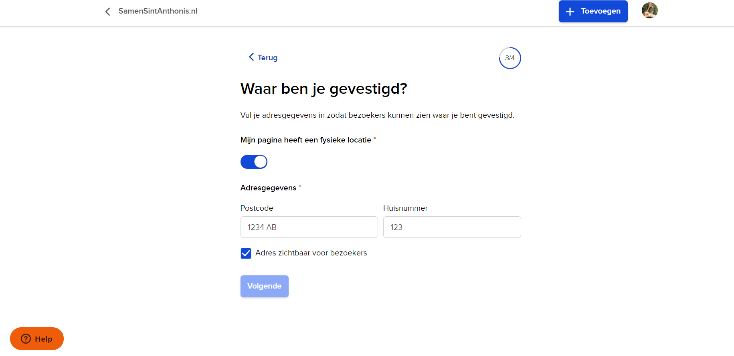 SamenSintAnthonis.nl
Toevoegen
Terug
3/4
Waar ben je gevestigd?
Vul je adresgegevens in zodat bezoekers kunnen zien waar je bent gevestigd.
Mijn pagina heeft een fysieke locatie *
Adresgegevens *
Postcode Huisnummer
1234 AB 123
Adres zichtbaar voor bezoekers
Volgende
Help